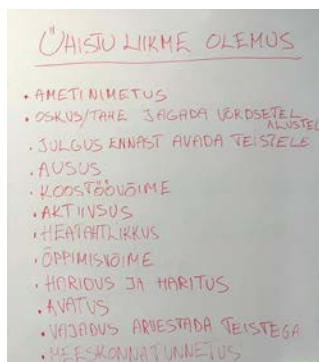 ÜHISTU LIIKME OLEMUS
• AMETINIMETUS
• OSKUS/TAHE JAGADA VÕRDSETEL
ALUSTEL
• JULGUS ENNAST AVADA TEISTELE
• AUSUS
• KOOSTÖÖVÕIME
• AKTIIVSUS
• HEATAHTLIKKUS
• ÕPPIMISVÕIME
• HARIDUS JA HARITUS
• AVATUS
• VAJADUS ARVESTADA TEISTEGA
• MEESKONNATUNNETUS